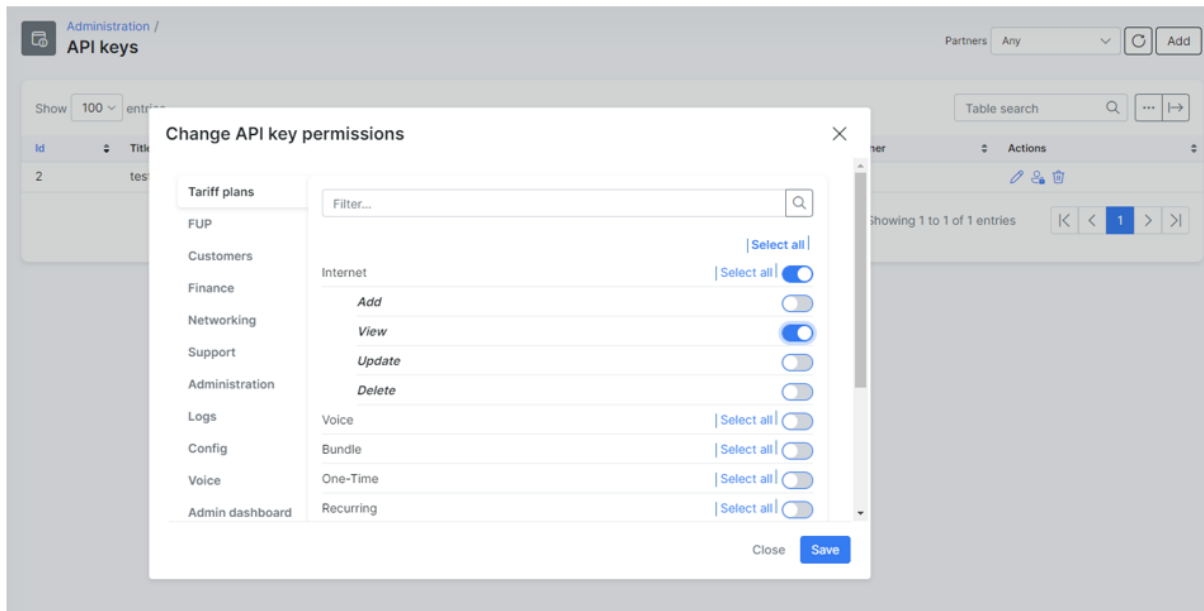 Administration /
API keys
Partners Any Add
Show 100 entries
Table search ...
Id Actions
2
Showing 1 to 1 of 1 entries 1
Change API key permissions
Tariff plans
FUP
Customers
Finance
Networking
Support
Administration
Logs
Config
Voice
Admin dashboard
Filter...
Select all
Internet Select all
Add
View
Update
Delete
Voice Select all
Bundle Select all
One-Time Select all
Recurring Select all
Close Save